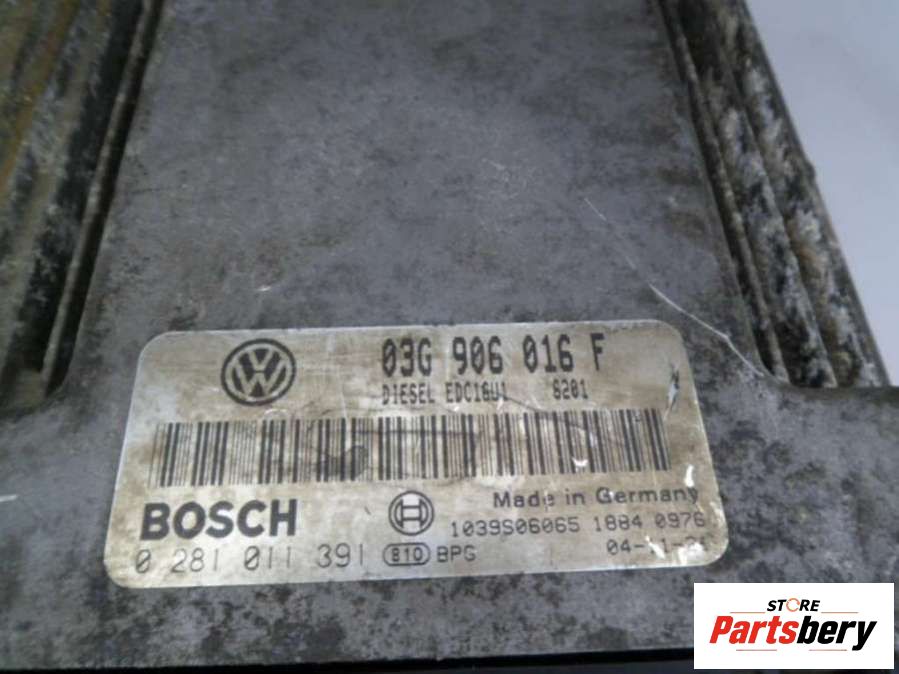 03G 906 016 F
DIESEL EDC16U1 8201
BOSCH
Made in Germany
1039S06065 1884 0976
0 281 011 391 810 BPG
STORE
Partsbery